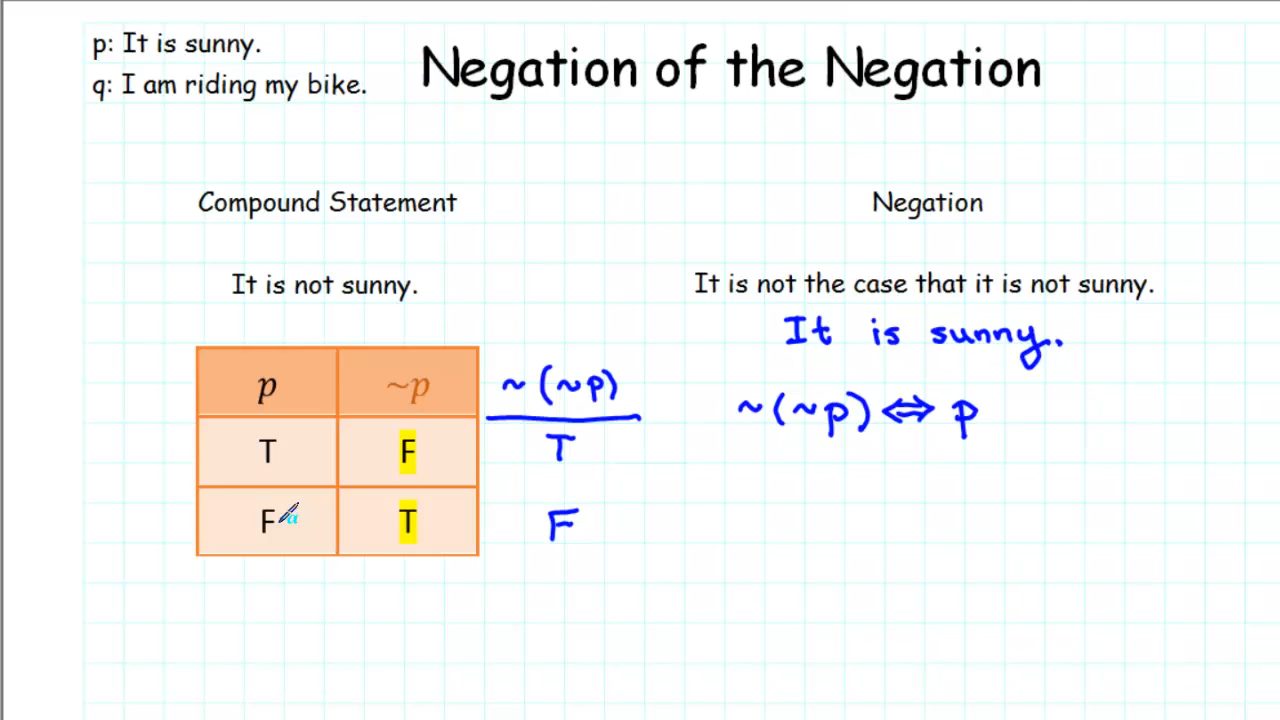 p: It is sunny.
q: I am riding my bike.
Negation of the Negation
Compound Statement
Negation
It is not sunny.
It is not the case that it is not sunny.
It is sunny..
p ~p ~(~p)
T F T
F T F
~(~p) ⇔ p